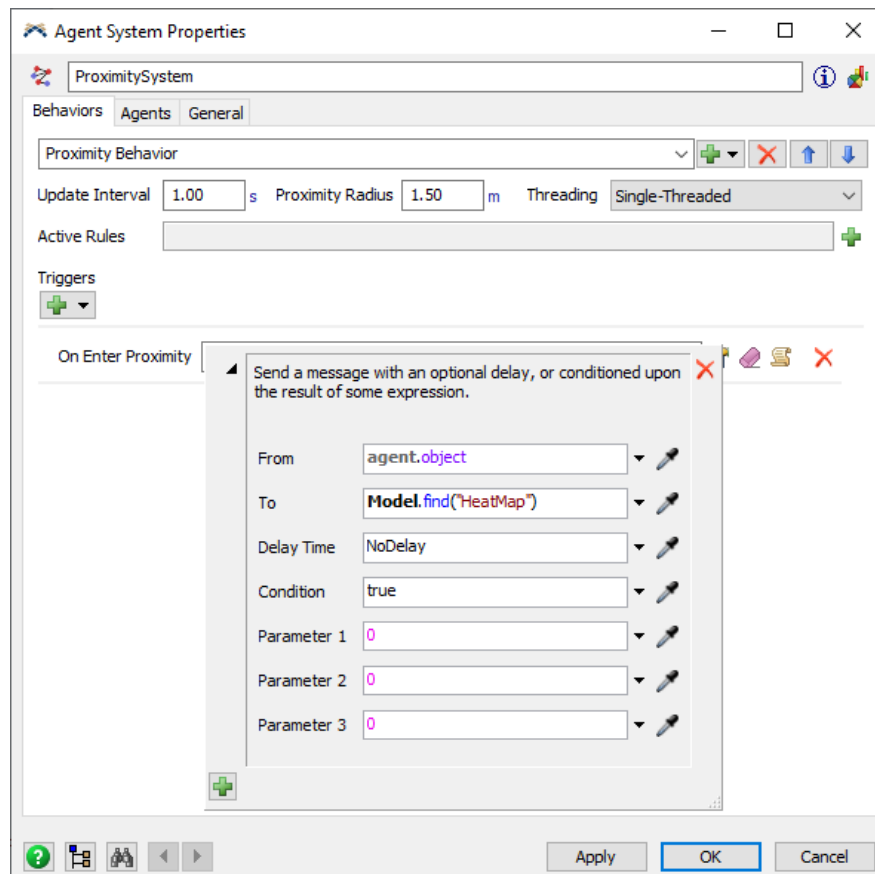 Agent System Properties
ProximitySystem
Behaviors Agents General
Proximity Behavior
Update Interval 1.00 s Proximity Radius 1.50 m Threading Single-Threaded
Active Rules
Triggers
On Enter Proximity
Send a message with an optional delay, or conditioned upon
the result of some expression.
From agent.object
To Model.find("HeatMap")
Delay Time NoDelay
Condition true
Parameter 1 0
Parameter 2 0
Parameter 3 0
Apply OK Cancel